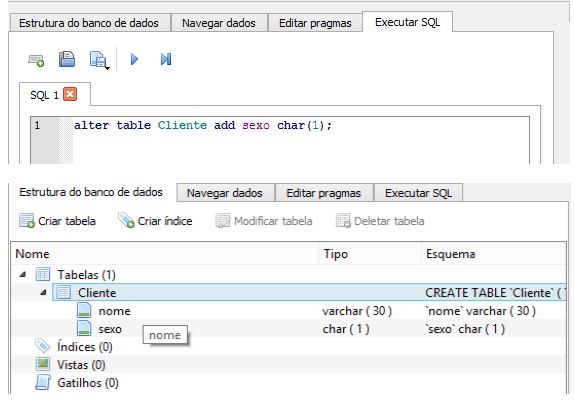 Estrutura do banco de dados Navegar dados Editar pragmas Executar SQL
SQL 1
1 alter table Cliente add sexo char(1);
Estrutura do banco de dados Navegar dados Editar pragmas Executar SQL
Criar tabela Criar índice Modificar tabela Deletar tabela
Nome Tipo Esquema
Tabelas (1)
Cliente CREATE TABLE `Cliente` ( `
nome varchar ( 30 ) `nome` varchar ( 30 )
sexo char ( 1 ) `sexo` char ( 1 )
nome
Índices (0)
Vistas (0)
Gatilhos (0)